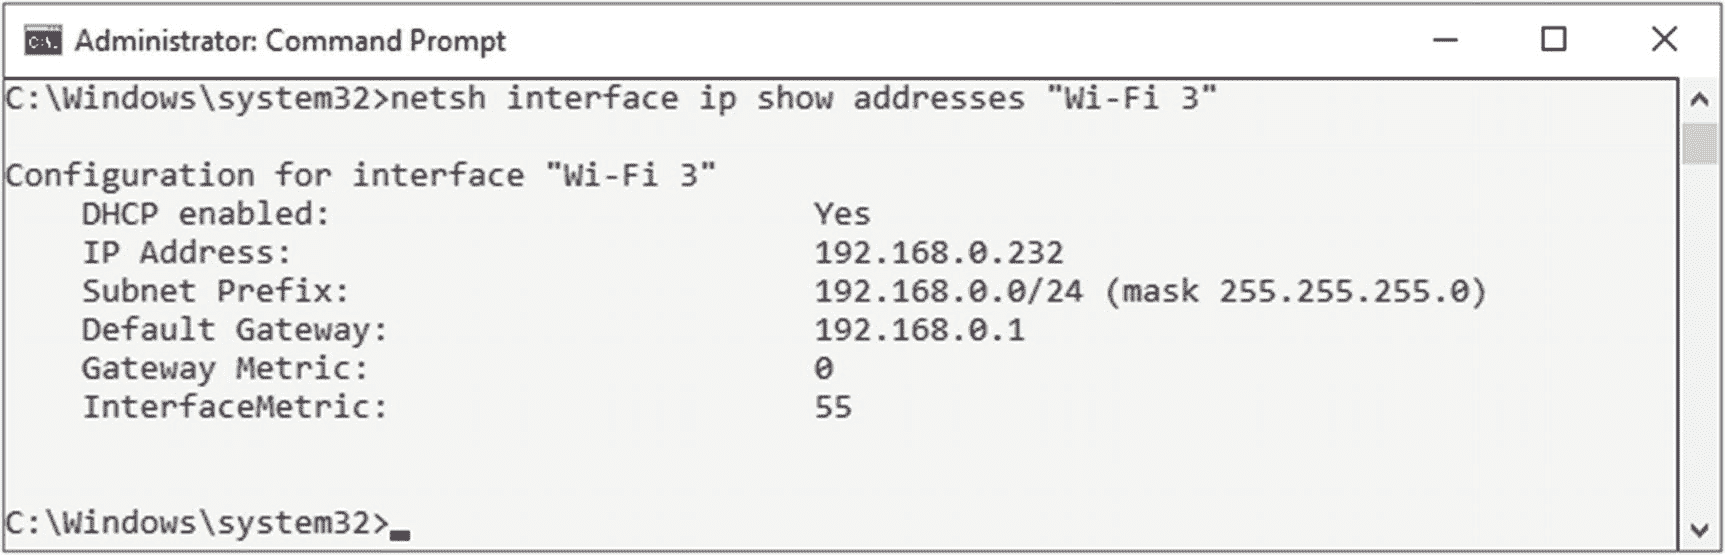 Administrator: Command Prompt
C:\Windows\system32>netsh interface ip show addresses "Wi-Fi 3"
Configuration for interface "Wi-Fi 3"
DHCP enabled: Yes
IP Address: 192.168.0.232
Subnet Prefix: 192.168.0.0/24 (mask 255.255.255.0)
Default Gateway: 192.168.0.1
Gateway Metric: 0
InterfaceMetric: 55
C:\Windows\system32>